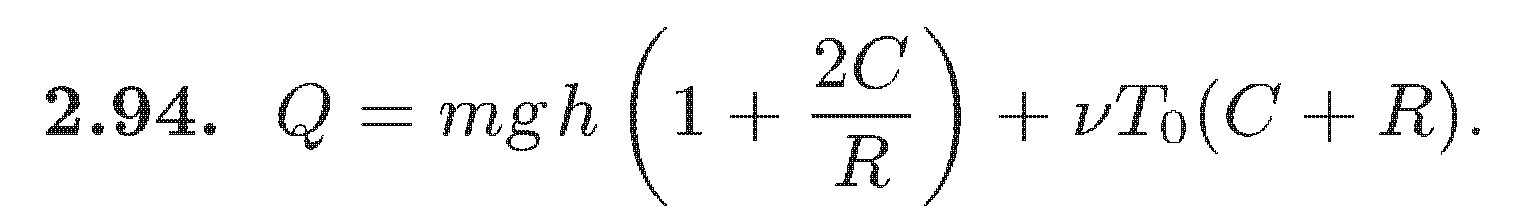 2.94. Q = mgh(1 + 2C/R) + νT₀(C + R).